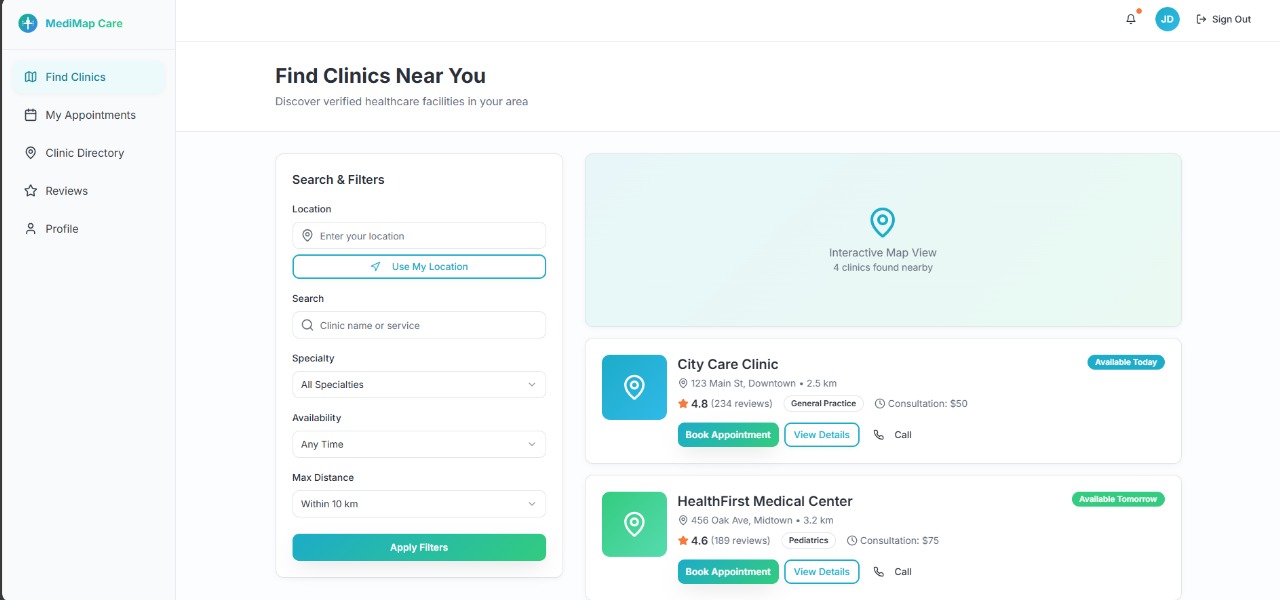 MediMap Care
JD
Sign Out
Find Clinics
My Appointments
Clinic Directory
Reviews
Profile
Find Clinics Near You
Discover verified healthcare facilities in your area
Search & Filters
Location
Enter your location
Use My Location
Search
Clinic name or service
Specialty
All Specialties
Availability
Any Time
Max Distance
Within 10 km
Apply Filters
Interactive Map View
4 clinics found nearby
City Care Clinic
Available Today
123 Main St, Downtown • 2.5 km
4.8 (234 reviews) General Practice Consultation: $50
Book Appointment View Details Call
HealthFirst Medical Center
Available Tomorrow
456 Oak Ave, Midtown • 3.2 km
4.6 (189 reviews) Pediatrics Consultation: $75
Book Appointment View Details Call